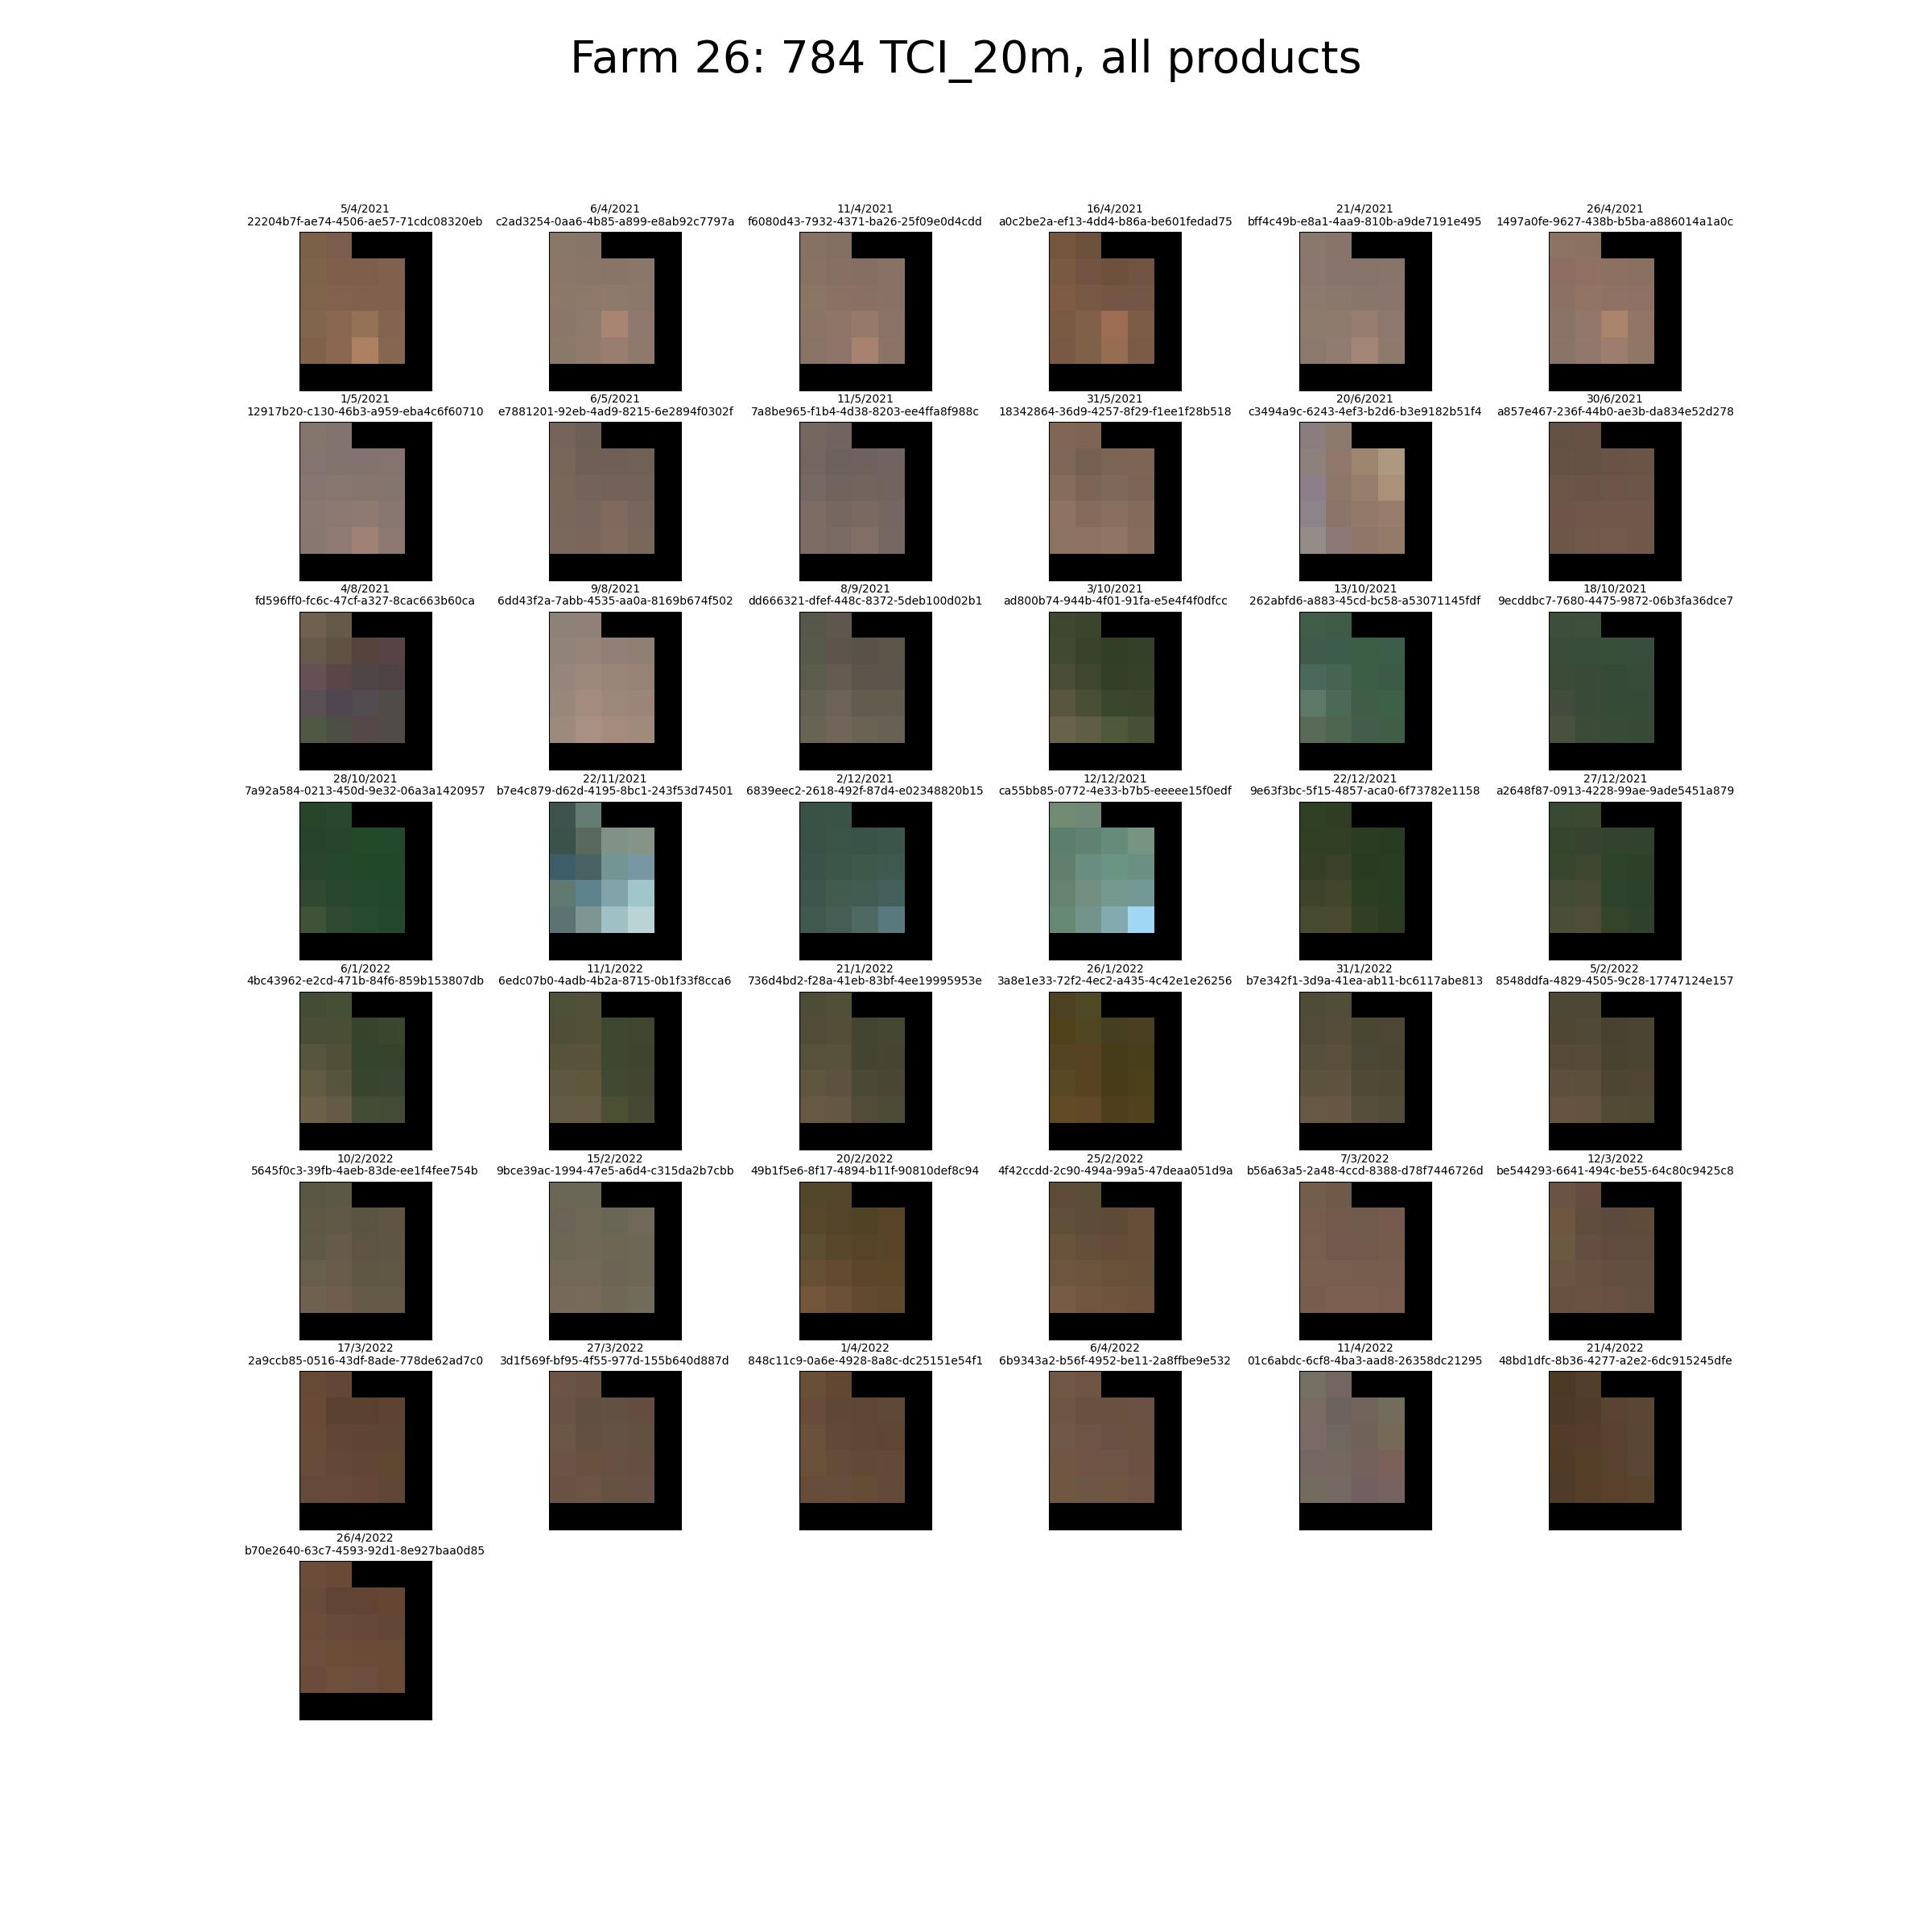 Farm 26: 784 TCI_20m, all products
5/4/2021
22204b7f-ae74-4506-ae57-71cdc08320eb
6/4/2021
c2ad3254-0aa6-4b85-a899-e8ab92c7797a
11/4/2021
f6080d43-7932-4371-ba26-25f09e0d4cdd
16/4/2021
a0c2be2a-ef13-4dd4-b86a-be601fedad75
21/4/2021
bff4c49b-e8a1-4aa9-810b-a9de7191e495
26/4/2021
1497a0fe-9627-438b-b5ba-a886014a1a0c
1/5/2021
12917b20-c130-46b3-a959-eba4c6f60710
6/5/2021
e7881201-92eb-4ad9-8215-6e2894f0302f
11/5/2021
7a8be965-f1b4-4d38-8203-ee4ffa8f988c
31/5/2021
18342864-36d9-4257-8f29-f1ee1f28b518
20/6/2021
c3494a9c-6243-4ef3-b2d6-b3e9182b51f4
30/6/2021
a857e467-236f-44b0-ae3b-da834e52d278
4/8/2021
fd596ff0-fc6c-47cf-a327-8cac663b60ca
9/8/2021
6dd43f2a-7abb-4535-aa0a-8169b674f502
8/9/2021
dd666321-dfef-448c-8372-5deb100d02b1
3/10/2021
ad800b74-944b-4f01-91fa-e5e4f4f0dfcc
13/10/2021
262abfd6-a883-45cd-bc58-a53071145fdf
18/10/2021
9ecddbc7-7680-4475-9872-06b3fa36dce7
28/10/2021
7a92a584-0213-450d-9e32-06a3a1420957
22/11/2021
b7e4c879-d62d-4195-8bc1-243f53d74501
2/12/2021
6839eec2-2618-492f-87d4-e02348820b15
12/12/2021
ca55bb85-0772-4e33-b7b5-eeeee15f0edf
22/12/2021
9e63f3bc-5f15-4857-aca0-6f73782e1158
27/12/2021
a2648f87-0913-4228-99ae-9ade5451a879
6/1/2022
4bc43962-e2cd-471b-84f6-859b153807db
11/1/2022
6edc07b0-4adb-4b2a-8715-0b1f33f8cca6
21/1/2022
736d4bd2-f28a-41eb-83bf-4ee19995953e
26/1/2022
3a8e1e33-72f2-4ec2-a435-4c42e1e26256
31/1/2022
b7e342f1-3d9a-41ea-ab11-bc6117abe813
5/2/2022
8548ddfa-4829-4505-9c28-17747124e157
10/2/2022
5645f0c3-39fb-4aeb-83de-ee1f4fee754b
15/2/2022
9bce39ac-1994-47e5-a6d4-c315da2b7cbb
20/2/2022
49b1f5e6-8f17-4894-b11f-90810def8c94
25/2/2022
4f42ccdd-2c90-494a-99a5-47deaa051d9a
7/3/2022
b56a63a5-2a48-4ccd-8388-d78f7446726d
12/3/2022
be544293-6641-494c-be55-64c80c9425c8
17/3/2022
2a9ccb85-0516-43df-8ade-778de62ad7c0
27/3/2022
3d1f569f-bf95-4f55-977d-155b640d887d
1/4/2022
848c11c9-0a6e-4928-8a8c-dc25151e54f1
6/4/2022
6b9343a2-b56f-4952-be11-2a8ffbe9e532
11/4/2022
01c6abdc-6cf8-4ba3-aad8-26358dc21295
21/4/2022
48bd1dfc-8b36-4277-a2e2-6dc915245dfe
26/4/2022
b70e2640-63c7-4593-92d1-8e927baa0d85